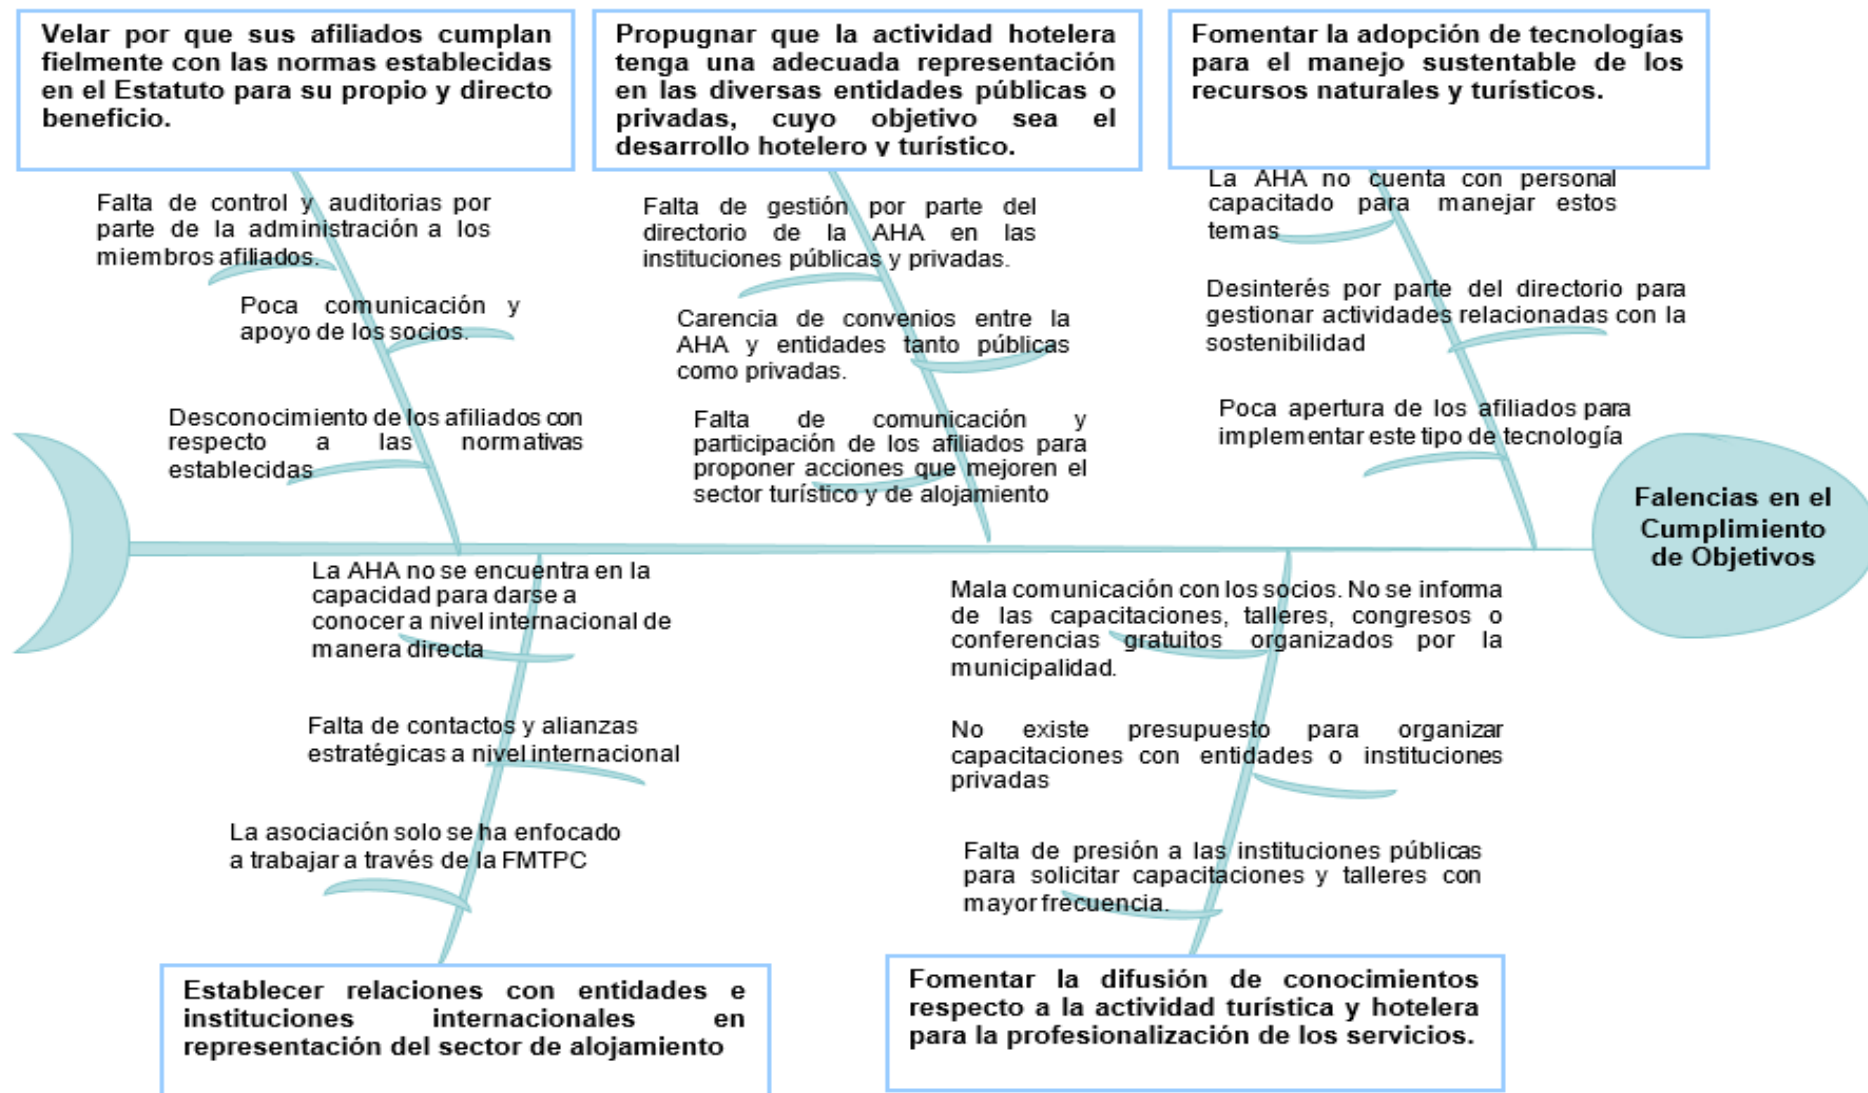 Velar por que sus afiliados cumplan
fielmente con las normas establecidas
en el Estatuto para su propio y directo
beneficio.
Propugnar que la actividad hotelera
tenga una adecuada representación
en las diversas entidades públicas o
privadas, cuyo objetivo sea el
desarrollo hotelero y turístico.
Fomentar la adopción de tecnologías
para el manejo sustentable de los
recursos naturales y turísticos.
Falta de control y auditorias por
parte de la administración a los
miembros afiliados.
Poca comunicación y
apoyo de los socios.
Desconocimiento de los afiliados con
respecto a las normativas
establecidas
Falta de gestión por parte del
directorio de la AHA en las
instituciones públicas y privadas.
Carencia de convenios entre la
AHA y entidades tanto públicas
como privadas.
Falta de comunicación y
participación de los afiliados para
proponer acciones que mejoren el
sector turístico y de alojamiento
La AHA no cuenta con personal
capacitado para manejar estos
temas
Desinterés por parte del directorio para
gestionar actividades relacionadas con la
sostenibilidad
Poca apertura de los afiliados para
implementar este tipo de tecnología
Falencias en el
Cumplimiento
de Objetivos
La AHA no se encuentra en la
capacidad para darse a
conocer a nivel internacional de
manera directa
Falta de contactos y alianzas
estratégicas a nivel internacional
La asociación solo se ha enfocado
a trabajar a través de la FMTPC
Mala comunicación con los socios. No se informa
de las capacitaciones, talleres, congresos o
conferencias gratuitos organizados por la
municipalidad.
No existe presupuesto para organizar
capacitaciones con entidades o instituciones
privadas
Falta de presión a las instituciones públicas
para solicitar capacitaciones y talleres con
mayor frecuencia.
Establecer relaciones con entidades e
instituciones internacionales en
representación del sector de alojamiento
Fomentar la difusión de conocimientos
respecto a la actividad turística y hotelera
para la profesionalización de los servicios.